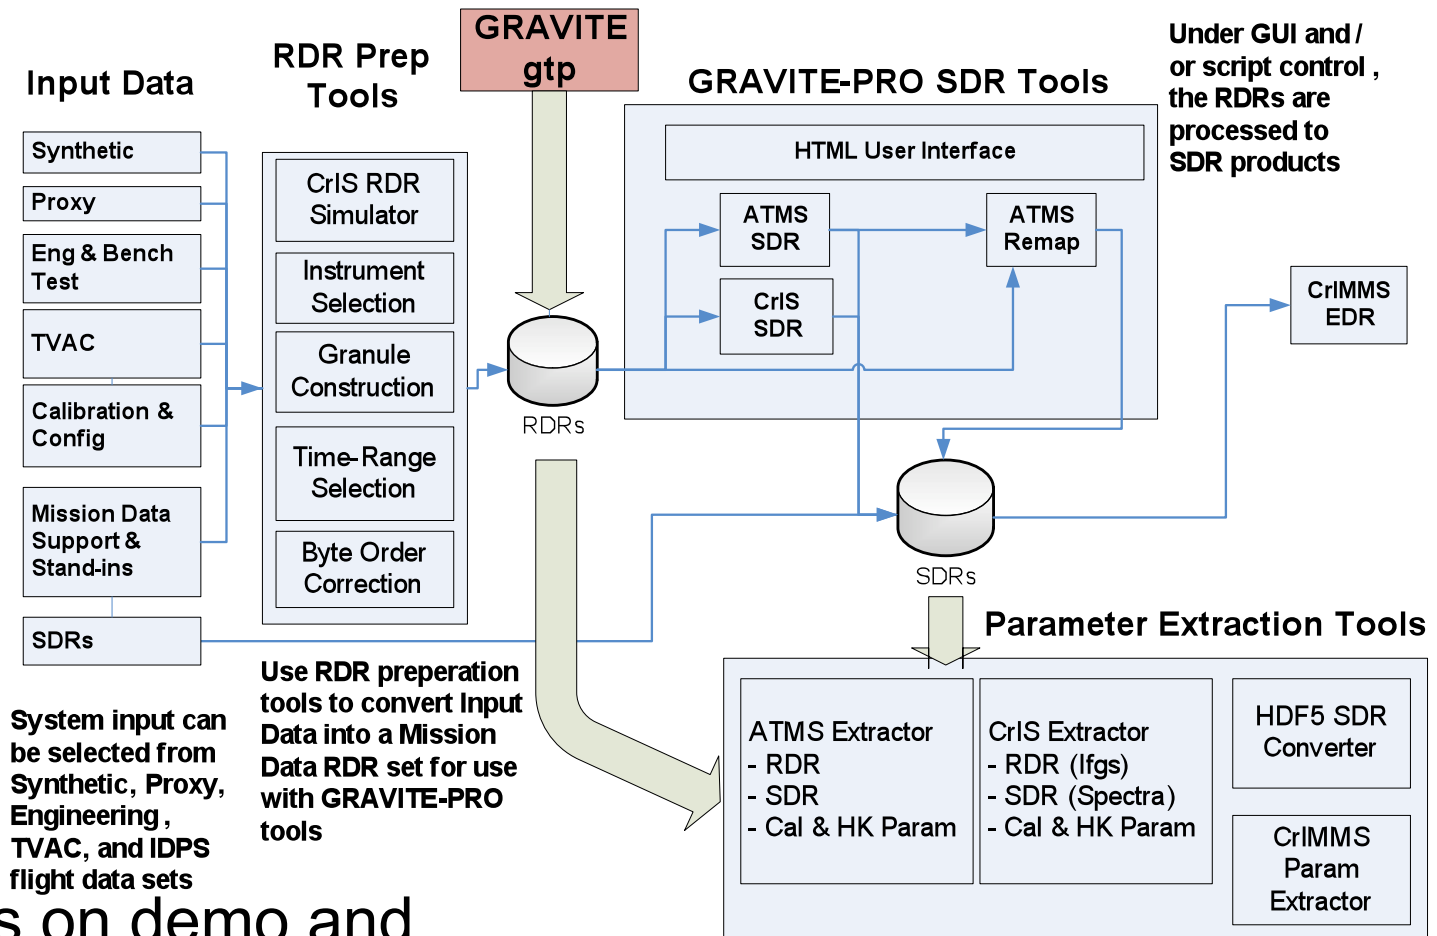 GRAVITE
gtp
Input Data
RDR Prep
Tools
GRAVITE-PRO SDR Tools
Under GUI and /
or script control ,
the RDRs are
processed to
SDR products
Synthetic
Proxy
Eng & Bench
Test
TVAC
Calibration &
Config
Mission Data
Support &
Stand-ins
SDRs
CrIS RDR
Simulator
Instrument
Selection
Granule
Construction
Time-Range
Selection
Byte Order
Correction
RDRs
HTML User Interface
ATMS
SDR
CrIS
SDR
ATMS
Remap
CrIMMS
EDR
SDRs
Parameter Extraction Tools
System input can
be selected from
Synthetic, Proxy,
Engineering ,
TVAC, and IDPS
flight data sets
Use RDR preperation
tools to convert Input
Data into a Mission
Data RDR set for use
with GRAVITE-PRO
tools
ATMS Extractor
- RDR
- SDR
- Cal & HK Param
CrIS Extractor
- RDR (Ifgs)
- SDR (Spectra)
- Cal & HK Param
HDF5 SDR
Converter
CrIMMS
Param
Extractor
s on demo and